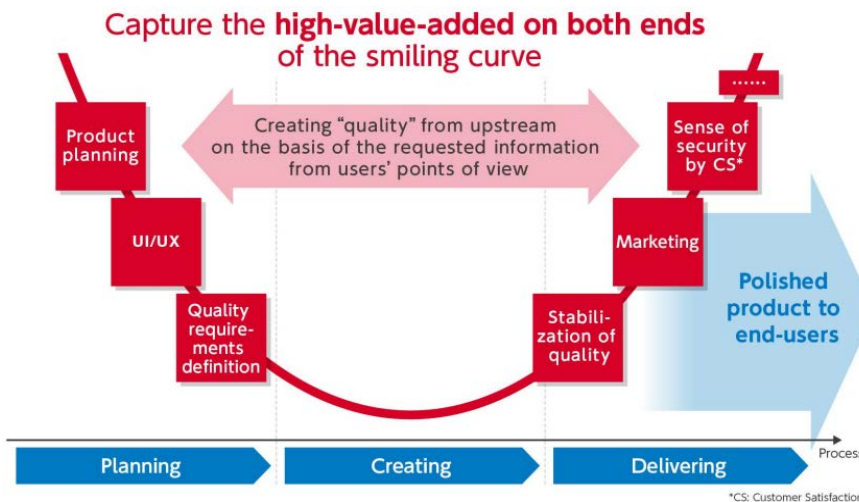 Capture the high-value-added on both ends
of the smiling curve
......
Product
planning
Creating “quality” from upstream
on the basis of the requested information
from users’ points of view
Sense of
security
by CS*
UI/UX
Marketing
Quality
require-
ments
definition
Stabili-
zation of
quality
Polished
product to
end-users
Process
Planning
Creating
Delivering
*CS: Customer Satisfaction